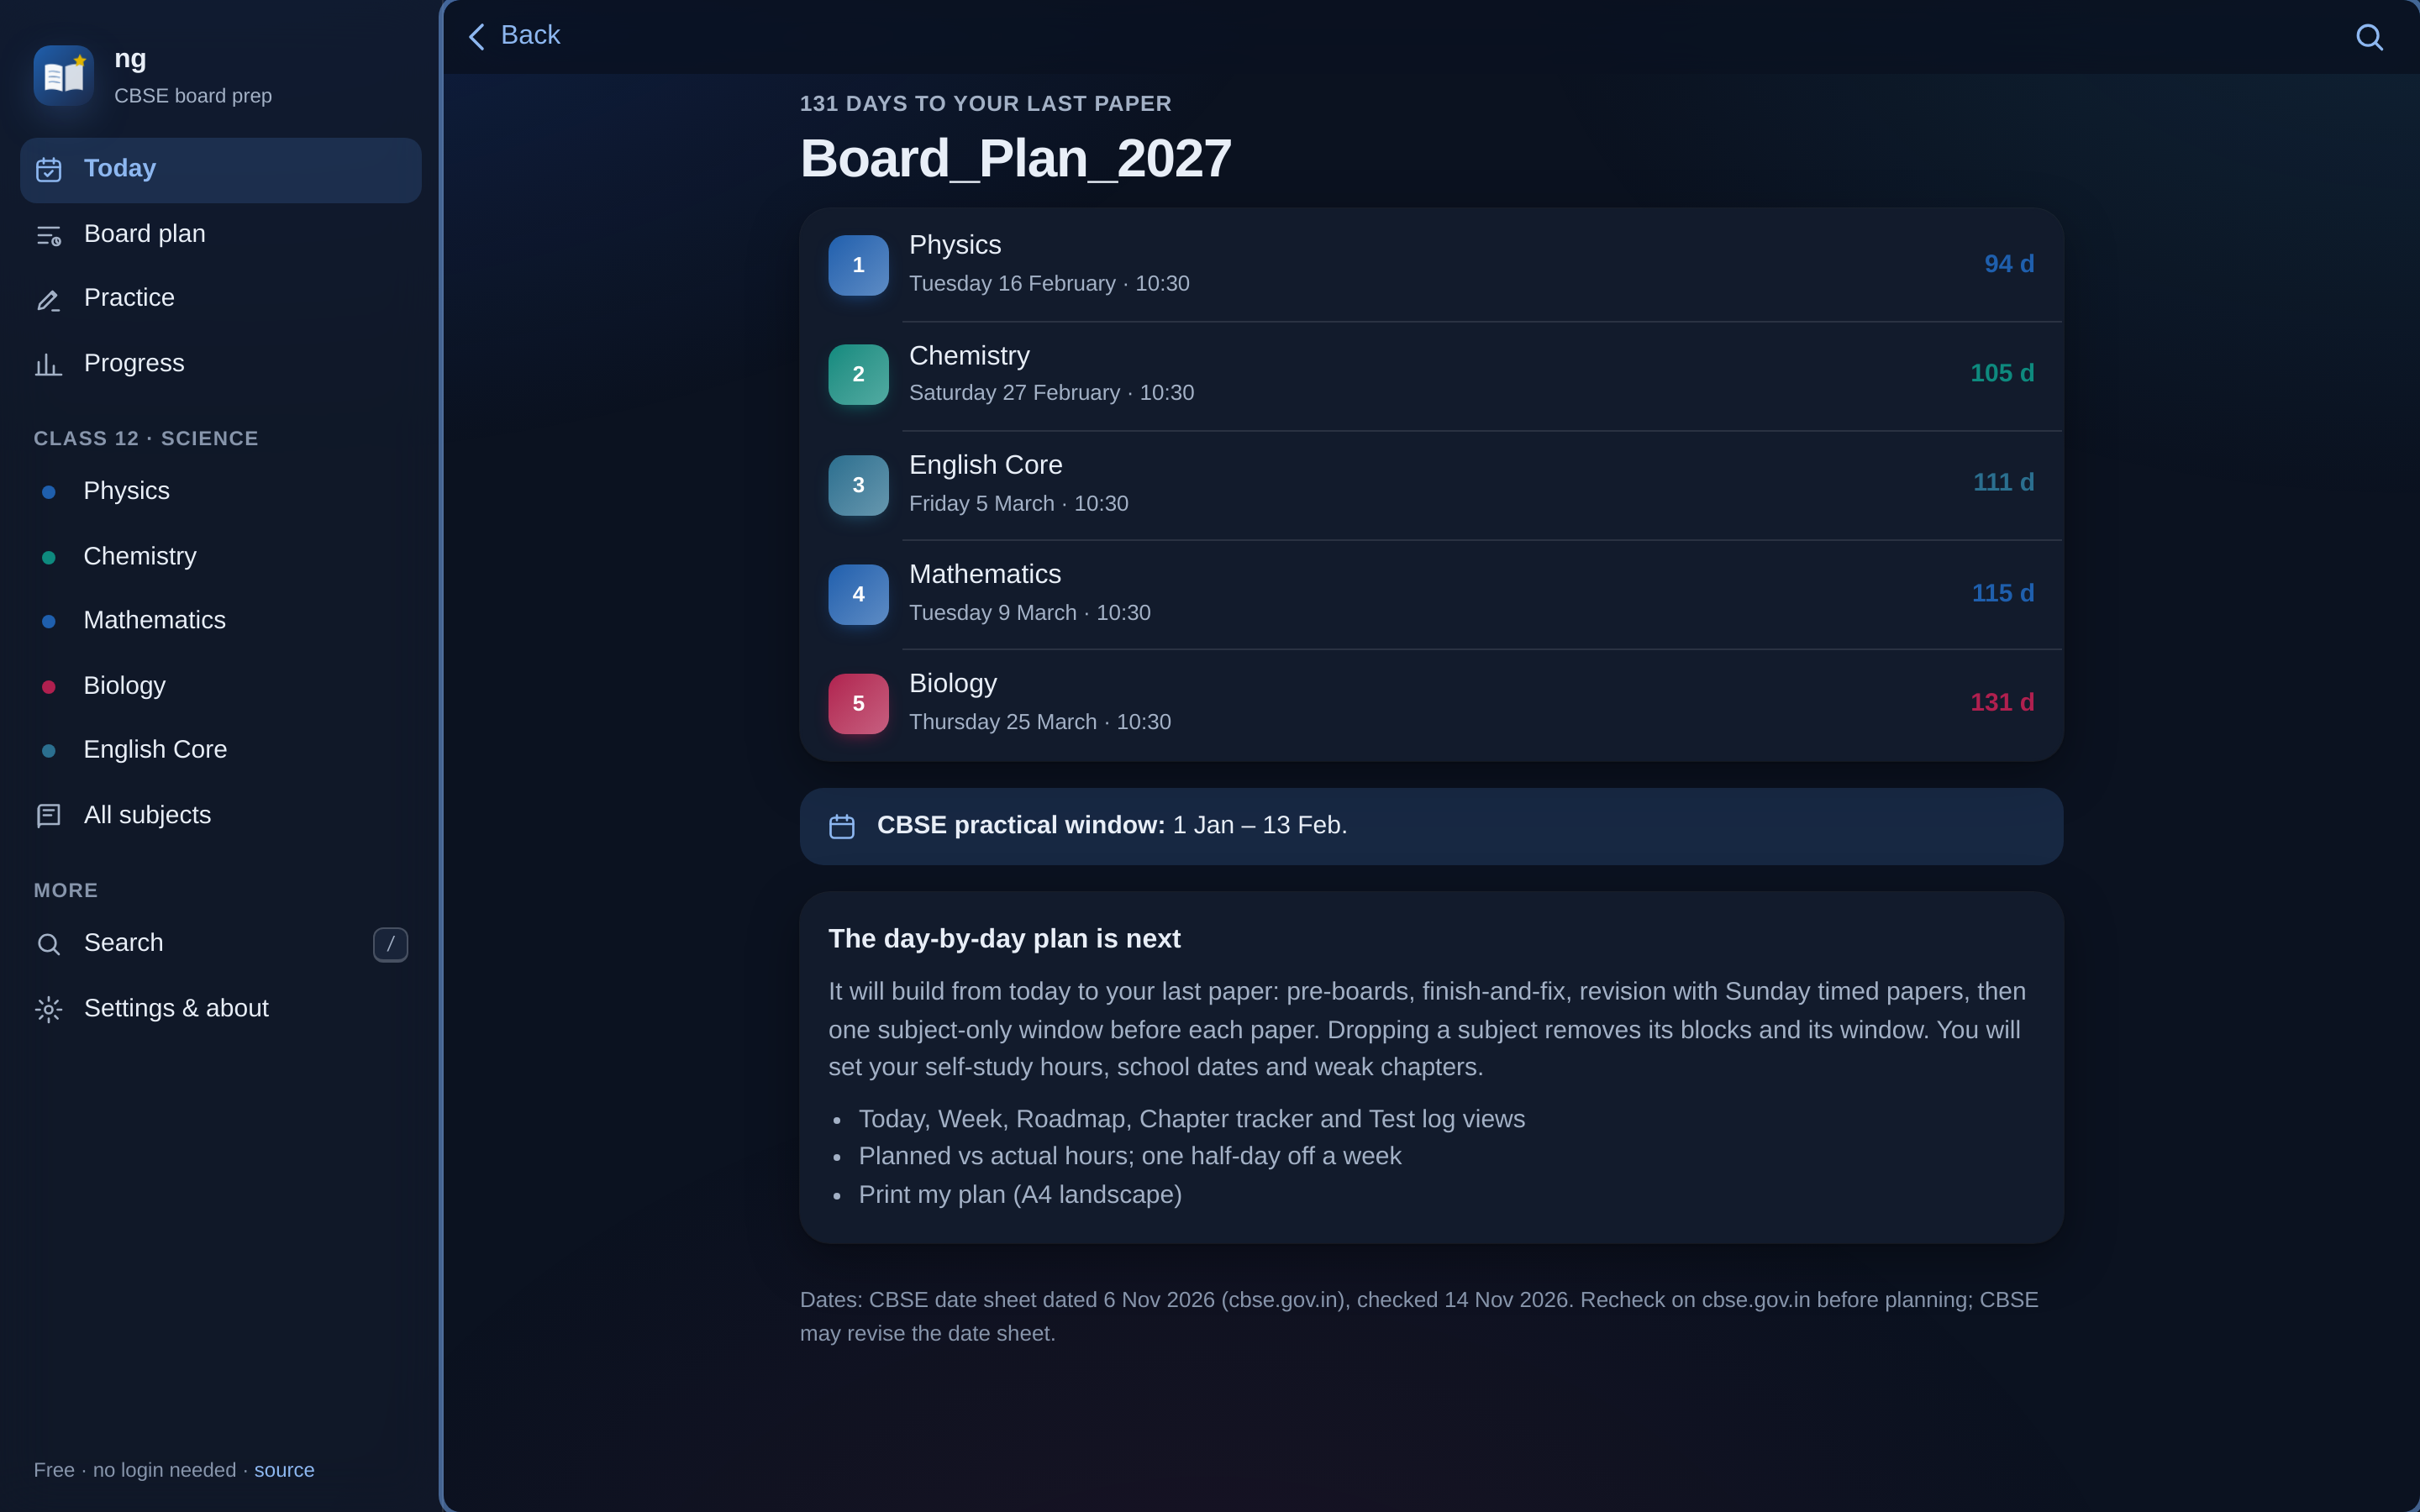 ng
CBSE board prep
Today
Board plan
Practice
Progress
CLASS 12 · SCIENCE
Physics
Chemistry
Mathematics
Biology
English Core
All subjects
MORE
Search /
Settings & about
Free · no login needed · source
Back
131 DAYS TO YOUR LAST PAPER
Board_Plan_2027
1 Physics 94 d
Tuesday 16 February · 10:30
2 Chemistry 105 d
Saturday 27 February · 10:30
3 English Core 111 d
Friday 5 March · 10:30
4 Mathematics 115 d
Tuesday 9 March · 10:30
5 Biology 131 d
Thursday 25 March · 10:30
CBSE practical window: 1 Jan – 13 Feb.
The day-by-day plan is next
It will build from today to your last paper: pre-boards, finish-and-fix, revision with Sunday timed papers, then
one subject-only window before each paper. Dropping a subject removes its blocks and its window. You will
set your self-study hours, school dates and weak chapters.
• Today, Week, Roadmap, Chapter tracker and Test log views
• Planned vs actual hours; one half-day off a week
• Print my plan (A4 landscape)
Dates: CBSE date sheet dated 6 Nov 2026 (cbse.gov.in), checked 14 Nov 2026. Recheck on cbse.gov.in before planning; CBSE
may revise the date sheet.